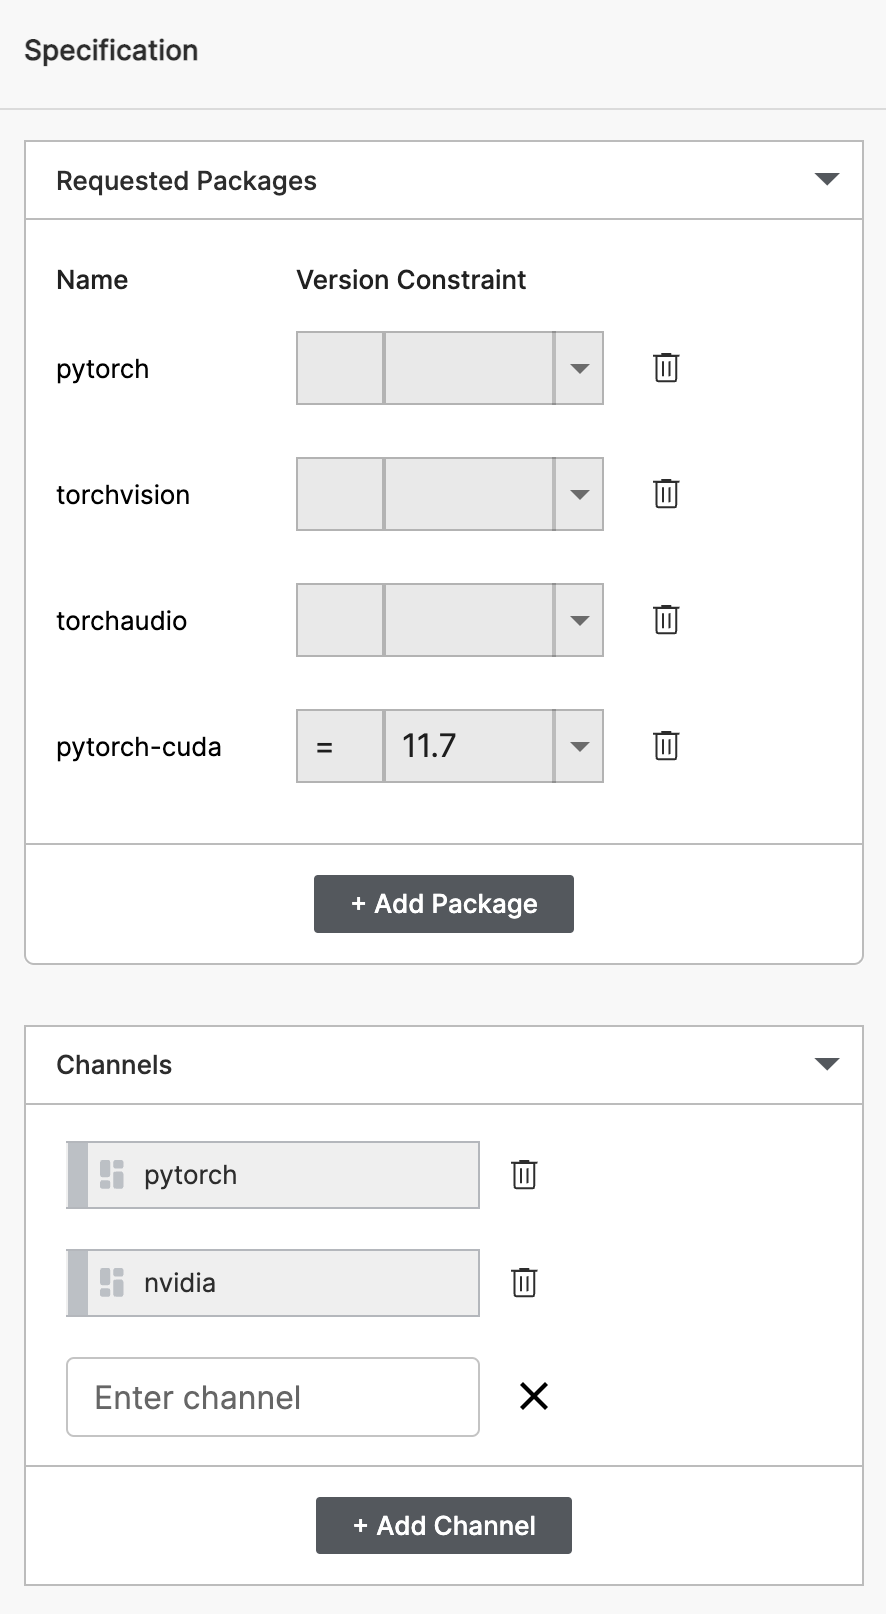 Specification
Requested Packages
Name Version Constraint
pytorch
torchvision
torchaudio
pytorch-cuda = 11.7
+ Add Package
Channels
pytorch
nvidia
Enter channel
+ Add Channel